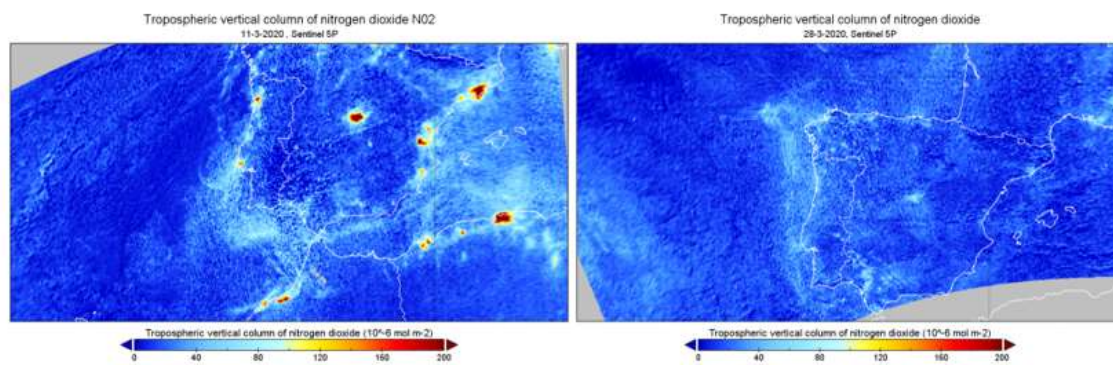 Tropospheric vertical column of nitrogen dioxide N02
11-3-2020 , Sentinel 5P
Tropospheric vertical column of nitrogen dioxide (10^-6 mol m-2)
0 40 80 120 160 200
Tropospheric vertical column of nitrogen dioxide
28-3-2020, Sentinel 5P
Tropospheric vertical column of nitrogen dioxide (10^-6 mol m-2)
0 40 80 120 160 200